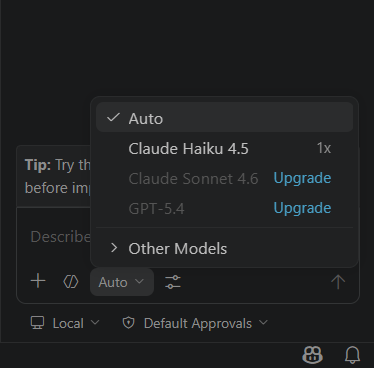 Auto
Claude Haiku 4.5 1x
Claude Sonnet 4.6 Upgrade
GPT-5.4 Upgrade
Other Models
Tip: Try th
before imp
Describe
Auto
Local Default Approvals